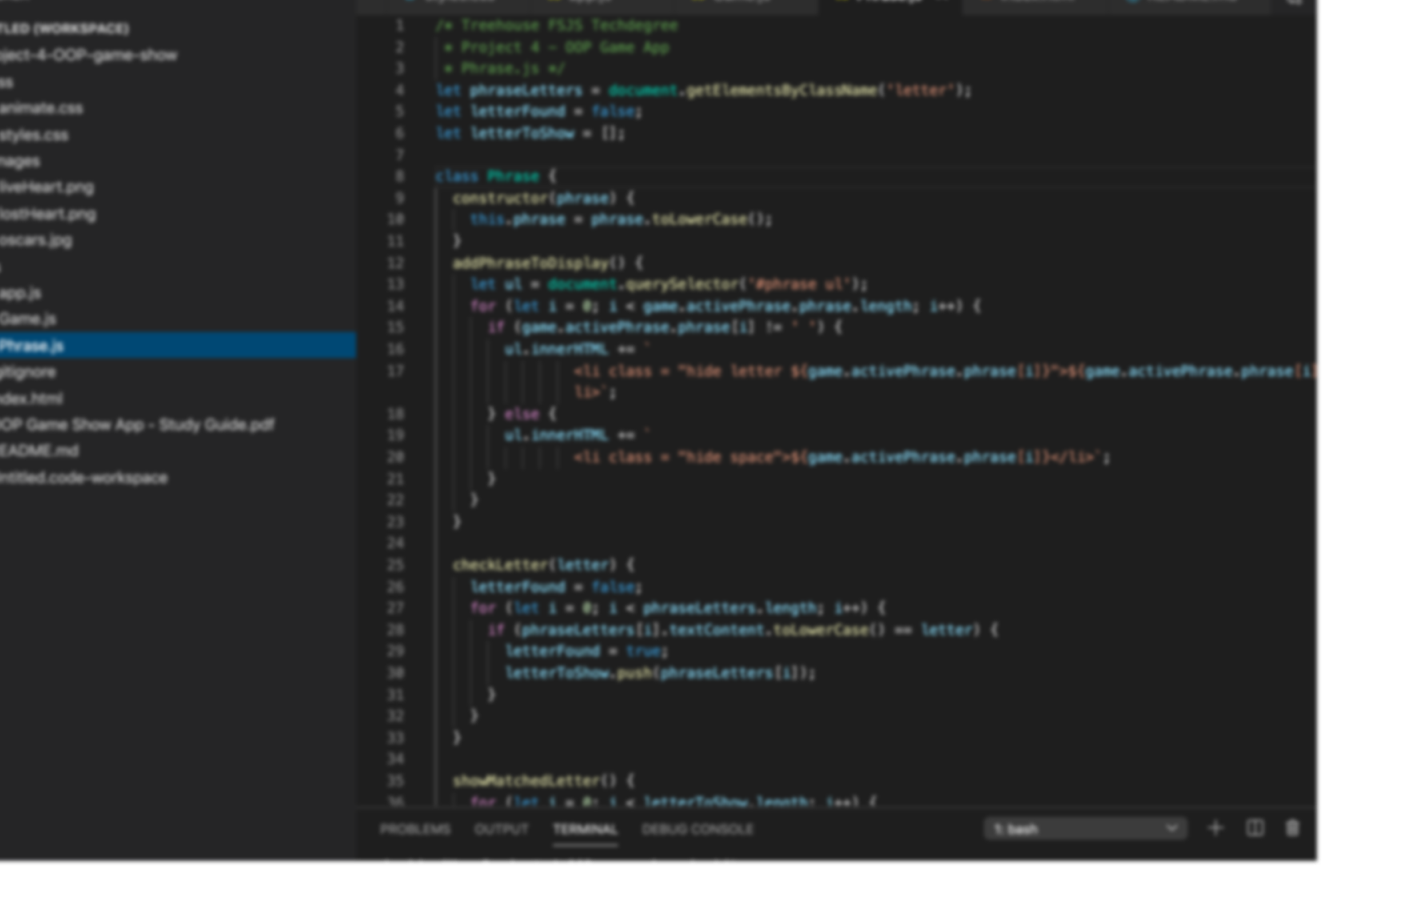 TLED (WORKSPACE)
ject-4-OOP-game-show
ss
animate.css
styles.css
mages
liveHeart.png
lostHeart.png
oscars.jpg
app.js
Game.js
Phrase.js
gitignore
ndex.html
OOP Game Show App - Study Guide.pdf
EADME.md
ntitled.code-workspace
1 /* Treehouse FSJS Techdegree
2 * Project 4 - OOP Game App
3 * Phrase.js */
4 let phraseLetters = document.getElementsByClassName('letter');
5 let letterFound = false;
6 let letterToShow = [];
7
8 class Phrase {
9 constructor(phrase) {
10 this.phrase = phrase.toLowerCase();
11 }
12 addPhraseToDisplay() {
13 let ul = document.querySelector('#phrase ul');
14 for (let i = 0; i < game.activePhrase.phrase.length; i++) {
15 if (game.activePhrase.phrase[i] != ' ') {
16 ul.innerHTML += `
17 <li class = "hide letter ${game.activePhrase.phrase[i]}">${game.activePhrase.phrase[i]
li>`;
18 } else {
19 ul.innerHTML += `
20 <li class = "hide space">${game.activePhrase.phrase[i]}</li>`;
21 }
22 }
23 }
24
25 checkLetter(letter) {
26 letterFound = false;
27 for (let i = 0; i < phraseLetters.length; i++) {
28 if (phraseLetters[i].textContent.toLowerCase() == letter) {
29 letterFound = true;
30 letterToShow.push(phraseLetters[i]);
31 }
32 }
33 }
34
35 showMatchedLetter() {
36 for (let i = 0; i < letterToShow.length; i++) {
PROBLEMS OUTPUT TERMINAL DEBUG CONSOLE 1: bash